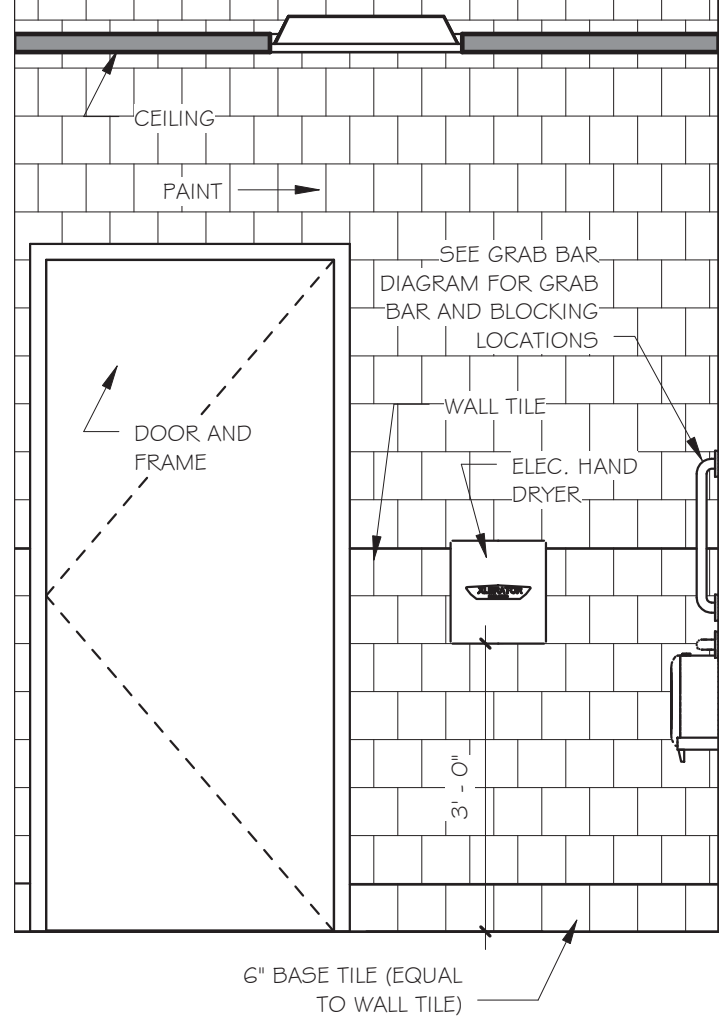 CEILING
PAINT
SEE GRAB BAR
DIAGRAM FOR GRAB
BAR AND BLOCKING
LOCATIONS
WALL TILE
DOOR AND
FRAME
ELEC. HAND
DRYER
XLERATOR
3' - 0"
6" BASE TILE (EQUAL
TO WALL TILE)